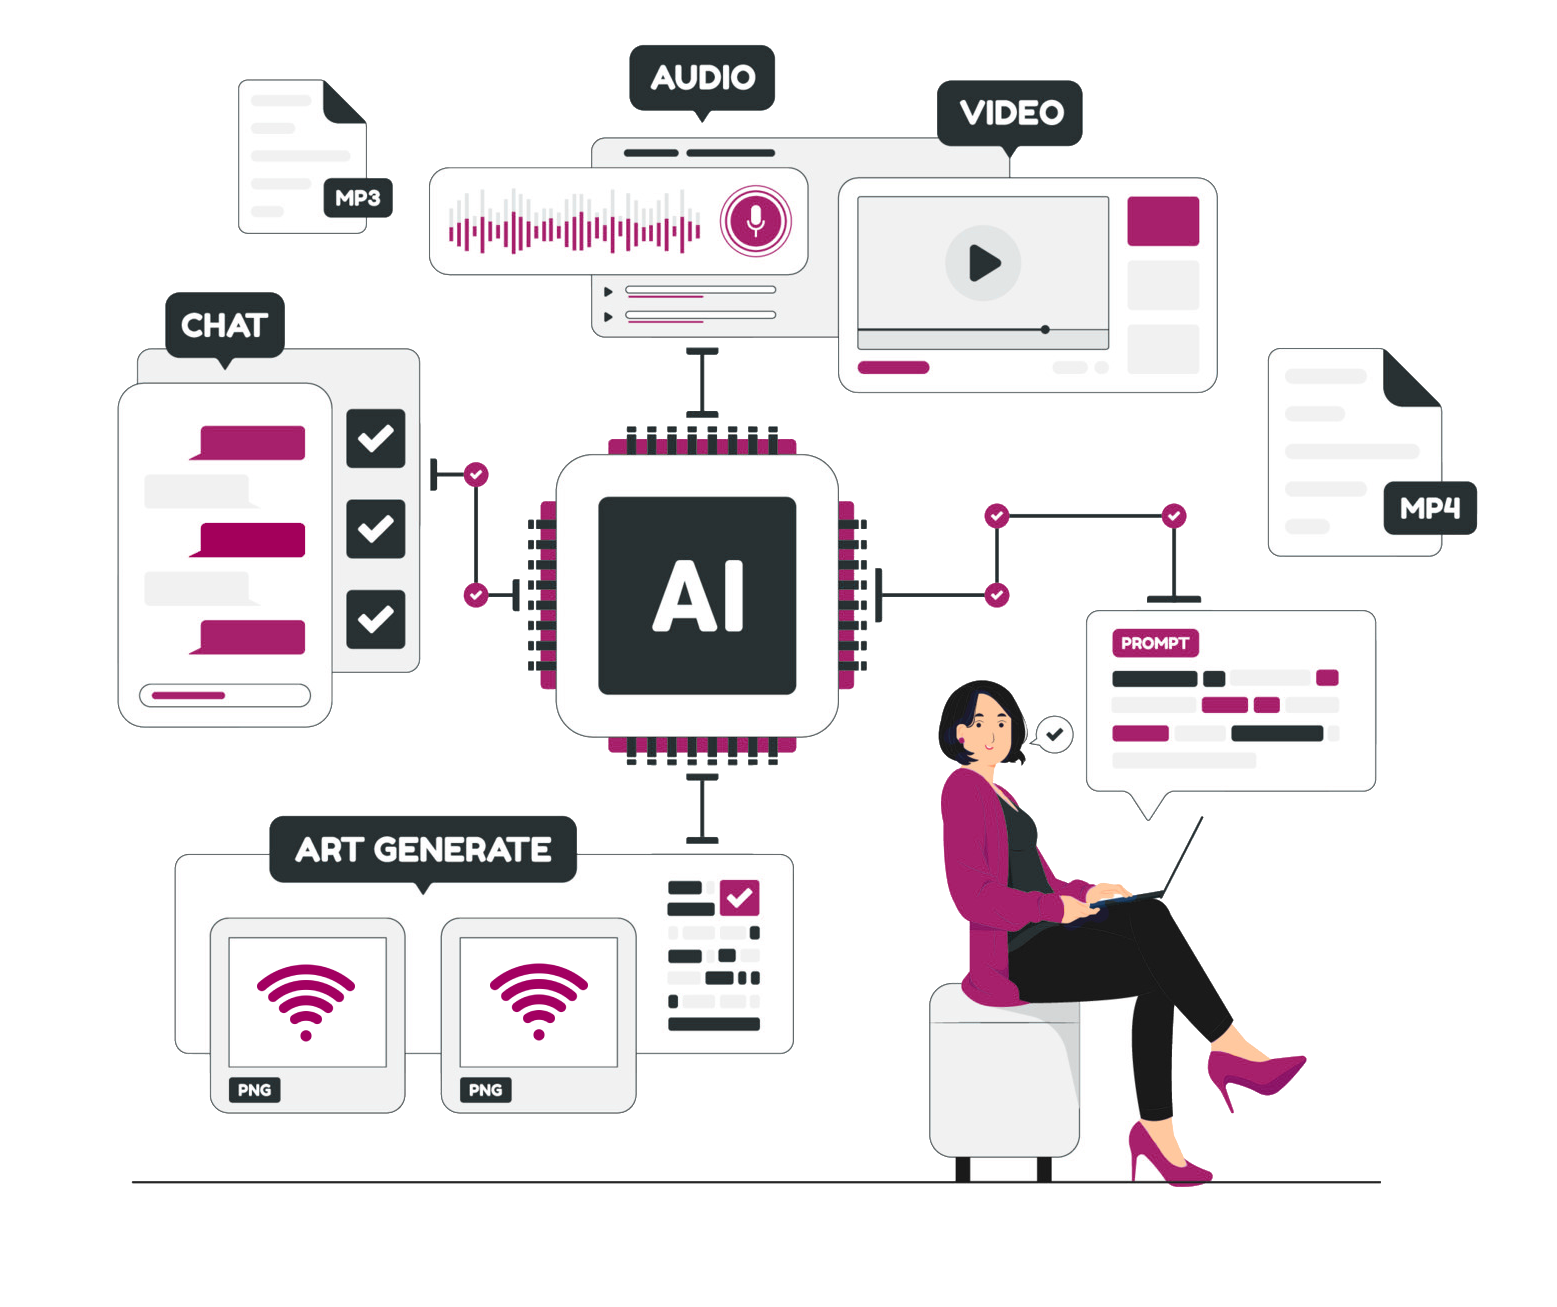 AUDIO
VIDEO
MP3
CHAT
MP4
AI
PROMPT
ART GENERATE
PNG
PNG